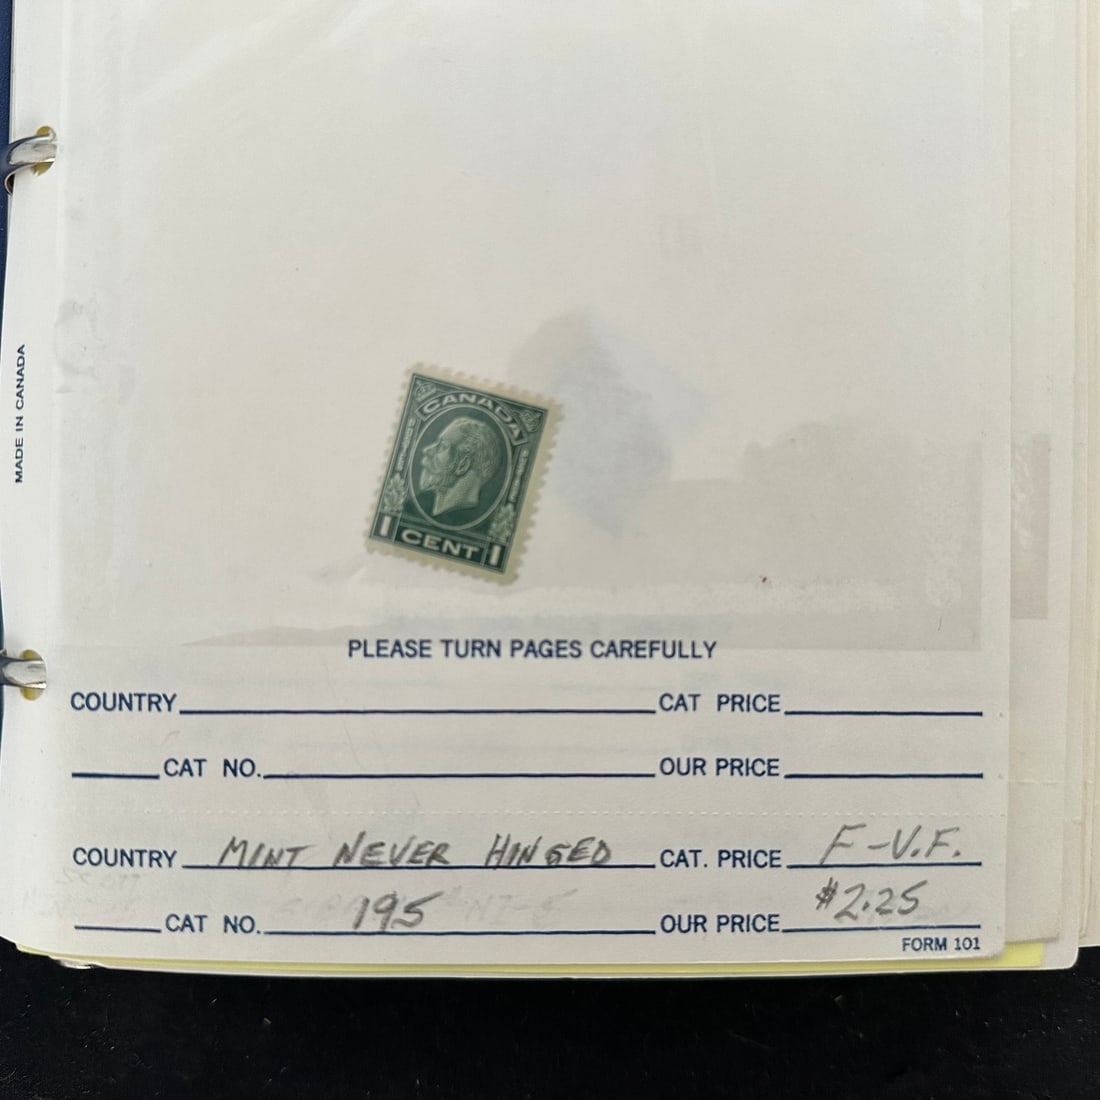 CANADA
1 CENT 1
MADE IN CANADA
PLEASE TURN PAGES CAREFULLY
COUNTRY CAT PRICE
CAT NO. OUR PRICE
COUNTRY MINT NEVER HINGED CAT. PRICE F-V.F.
CAT NO. 195 OUR PRICE $2.25
FORM 101